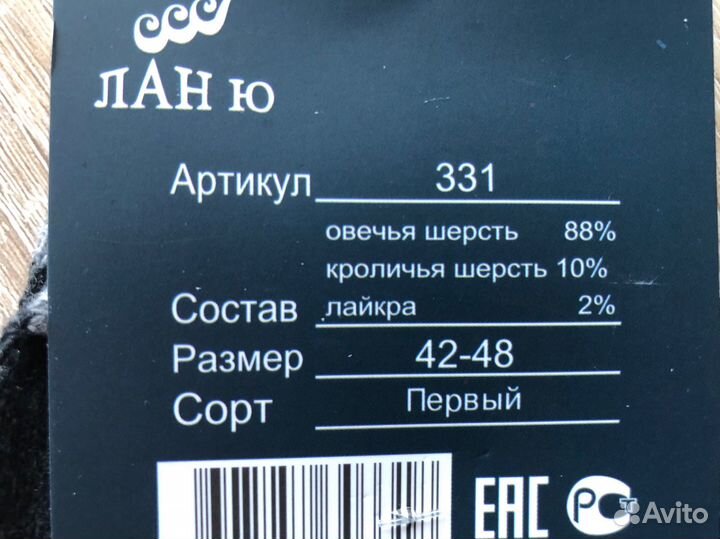 ЛАН Ю
Артикул 331
овечья шерсть 88%
кроличья шерсть 10%
Состав лайкра 2%
Размер 42-48
Сорт Первый
EAC РСТ Avito